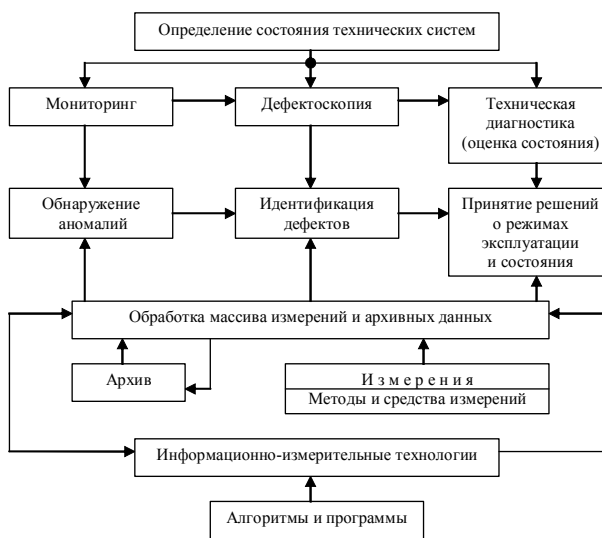 Определение состояния технических систем
Мониторинг
Дефектоскопия
Техническая
диагностика
(оценка состояния)
Обнаружение
аномалий
Идентификация
дефектов
Принятие решений
о режимах
эксплуатации
и состояния
Обработка массива измерений и архивных данных
Архив
Измерения
Методы и средства измерений
Информационно-измерительные технологии
Алгоритмы и программы